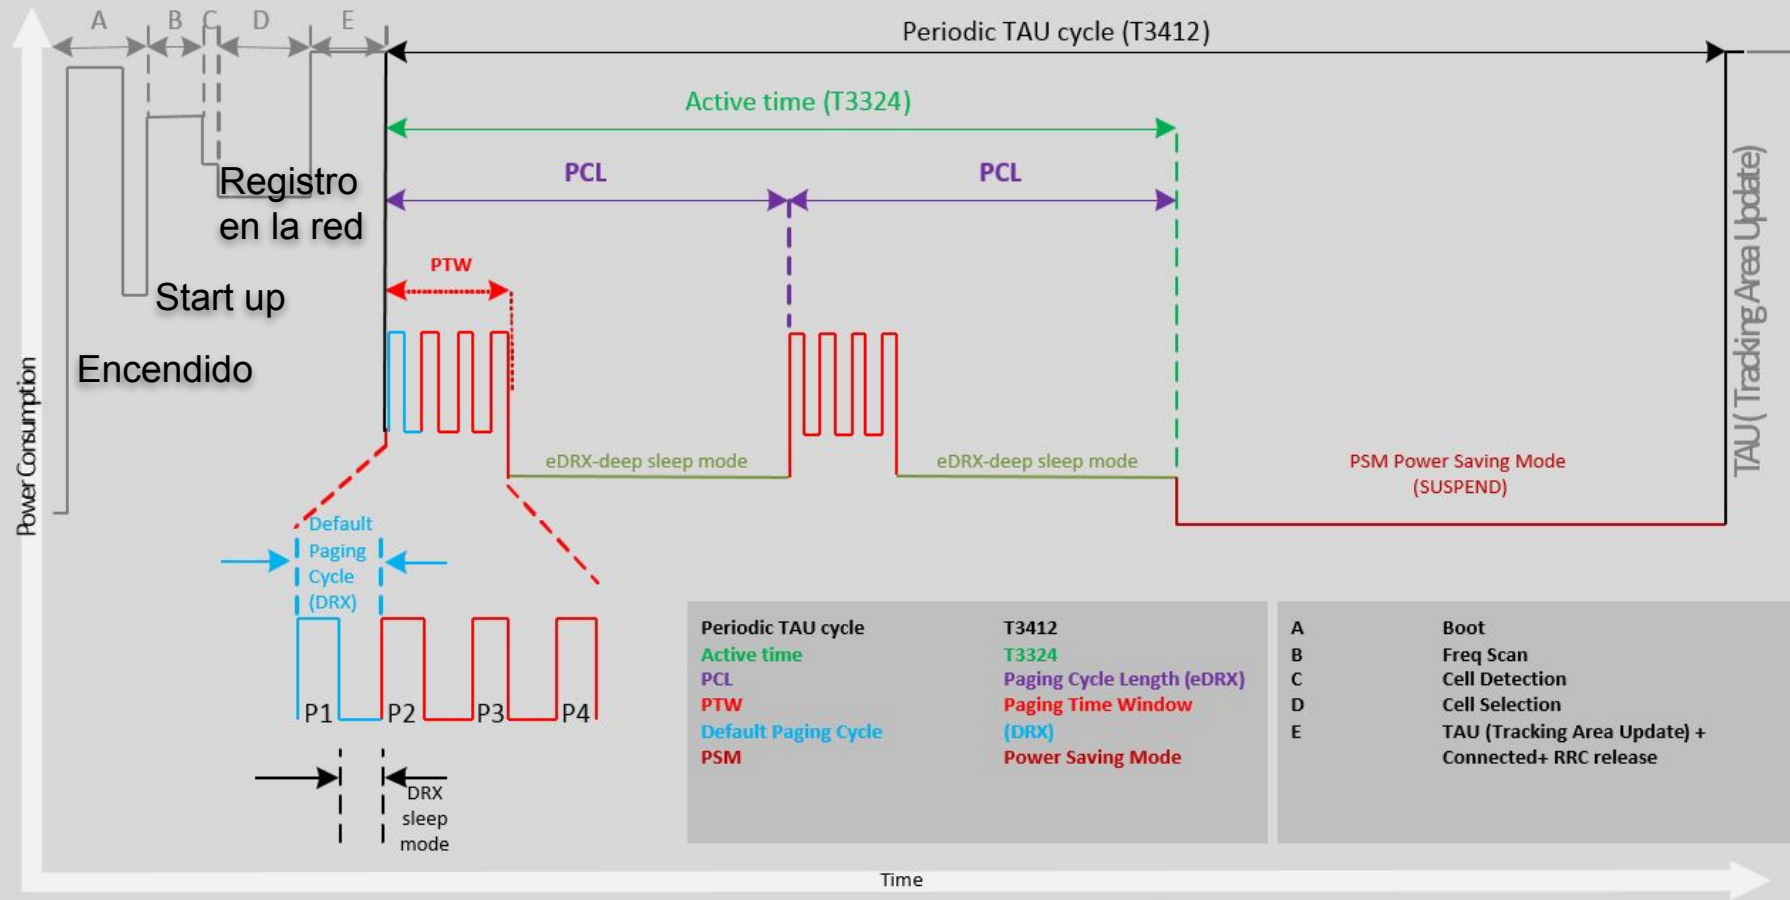 A
B
C
D
E
Periodic TAU cycle (T3412)
Active time (T3324)
PCL
PCL
Registro
en la red
PTW
Start up
Encendido
Power Consumption
TAU( Tracking Area Update)
eDRX-deep sleep mode
eDRX-deep sleep mode
PSM Power Saving Mode
(SUSPEND)
Default
Paging
Cycle
(DRX)
P1
P2
P3
P4
DRX
sleep
mode
Periodic TAU cycle T3412
Active time T3324
PCL Paging Cycle Length (eDRX)
PTW Paging Time Window
Default Paging Cycle (DRX)
PSM Power Saving Mode
A Boot
B Freq Scan
C Cell Detection
D Cell Selection
E TAU (Tracking Area Update) +
Connected+ RRC release
Time